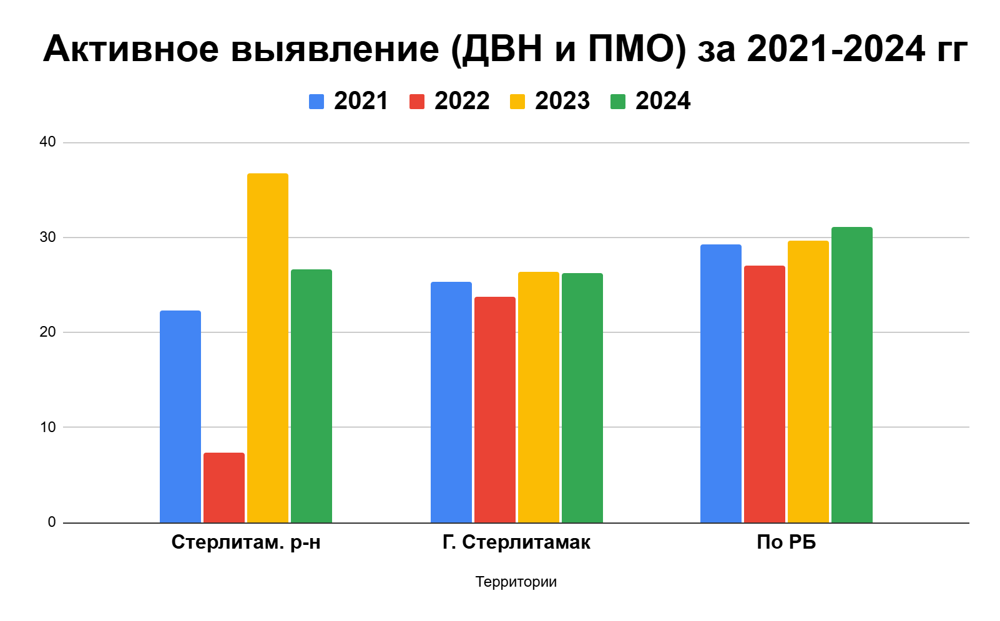 Активное выявление (ДВН и ПМО) за 2021-2024 гг
2021 2022 2023 2024
40
30
20
10
0
Стерлитам. р-н Г. Стерлитамак По РБ
Территории